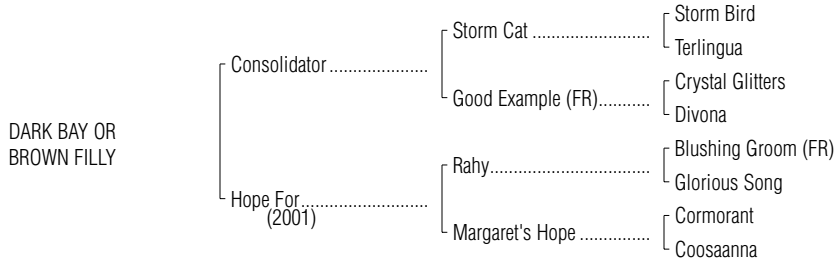 Storm Bird
Storm Cat ..........................
Terlingua
Consolidator......................
Crystal Glitters
Good Example (FR)...........
Divona
DARK BAY OR
BROWN FILLY
Blushing Groom (FR)
Rahy...................................
Glorious Song
Hope For............................
(2001)
Cormorant
Margaret's Hope ...............
Coosaanna